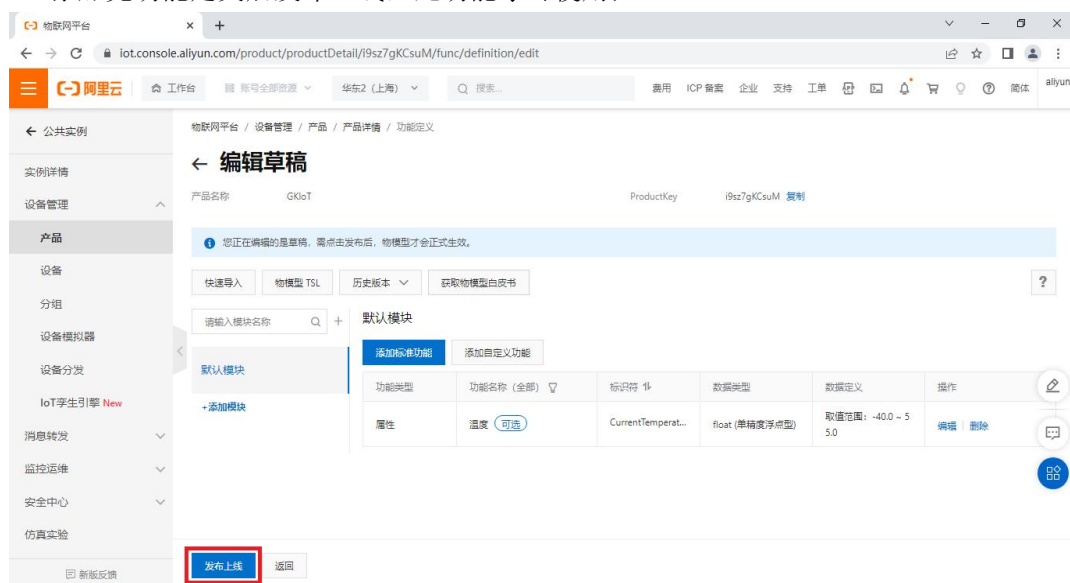 物联网平台
iot.console.aliyun.com/product/productDetail/i9sz7gKCsuM/func/definition/edit
阿里云 工作台 账号全部资源 华东2（上海） 搜索... 费用 ICP 备案 企业 支持 工单 简体 aliyun
公共实例
实例详情
设备管理
产品
设备
分组
设备模拟器
设备分发
IoT孪生引擎 New
消息转发
监控运维
安全中心
仿真实验
新版反馈
物联网平台 / 设备管理 / 产品 / 产品详情 / 功能定义
编辑草稿
产品名称 GKIoT ProductKey i9sz7gKCsuM 复制
您正在编辑的是草稿，需点击发布后，物模型才会正式生效。
快速导入 物模型 TSL 历史版本 获取物模型白皮书 ?
请输入模块名称
默认模块
+添加模块
默认模块
添加标准功能 添加自定义功能
功能类型 功能名称（全部） 标识符 数据类型 数据定义 操作
属性 温度 可选 CurrentTemperat... float (单精度浮点型) 取值范围：-40.0 ~ 5
5.0 编辑 删除
发布上线 返回